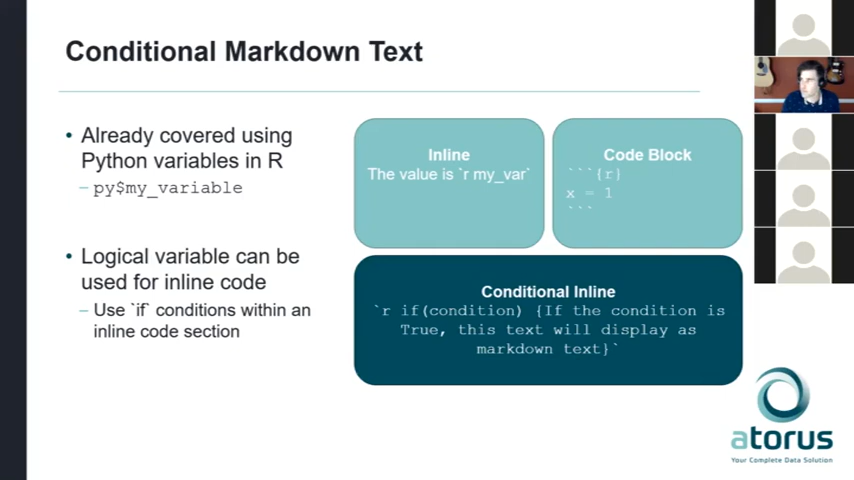 Conditional Markdown Text
• Already covered using
Python variables in R
– py$my_variable
• Logical variable can be
used for inline code
– Use `if` conditions within an
inline code section
Inline
The value is `r my_var`
Code Block
```{r}
x = 1
```
Conditional Inline
`r if(condition) {If the condition is
True, this text will display as
markdown text}`
atorus
Your Complete Data Solution